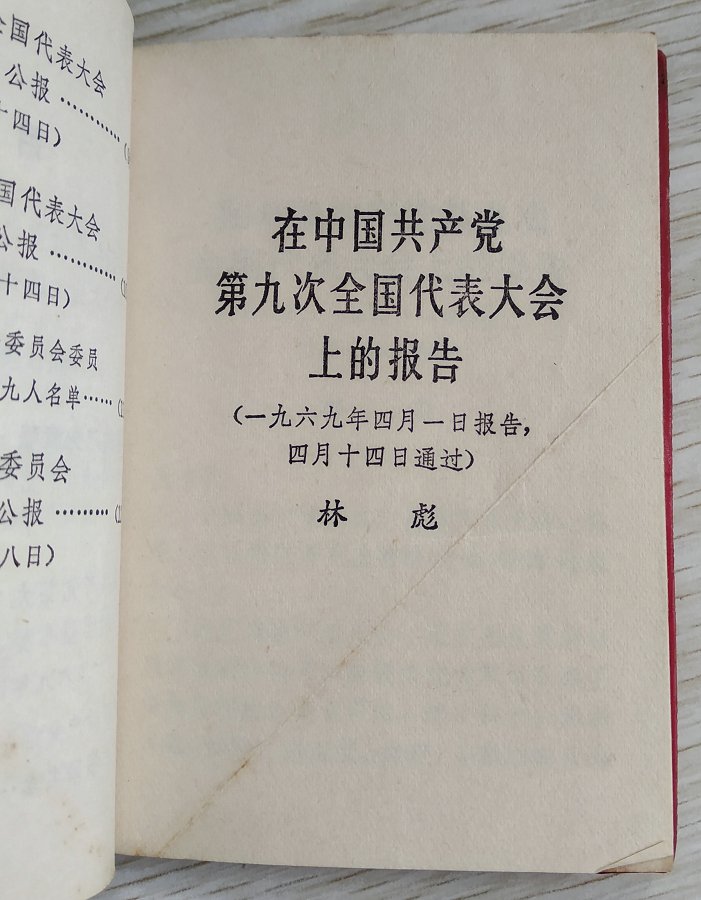 全国代表大会
公报…………(
十四日)
国代表大会
公报…………(1
十四日)
委员会委员
九人名单……(1
委员会
公报………(1
八日)
在中国共产党
第九次全国代表大会
上的报告
(一九六九年四月一日报告,
四月十四日通过)
林 彪